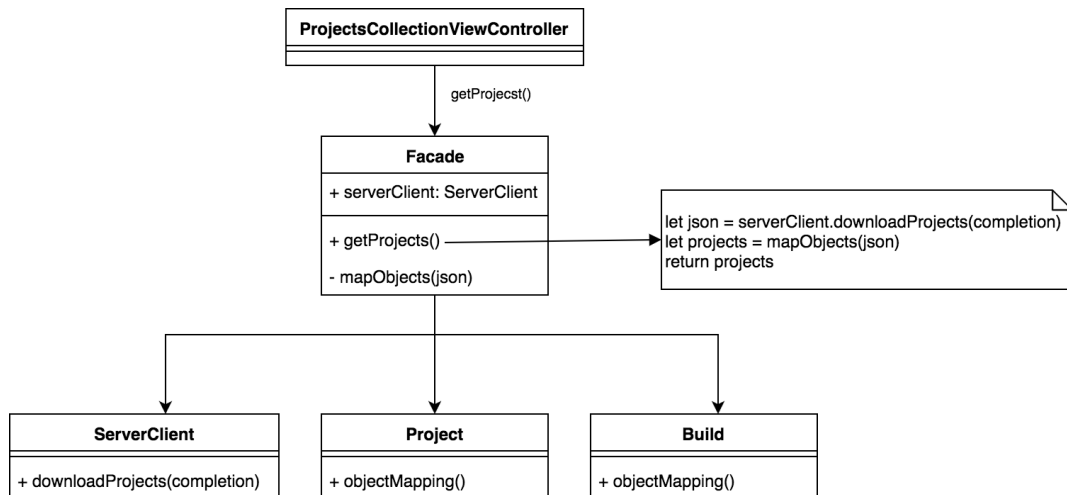 ProjectsCollectionViewController
getProjecst()
Facade
+ serverClient: ServerClient
+ getProjects()
- mapObjects(json)
let json = serverClient.downloadProjects(completion)
let projects = mapObjects(json)
return projects
ServerClient
+ downloadProjects(completion)
Project
+ objectMapping()
Build
+ objectMapping()